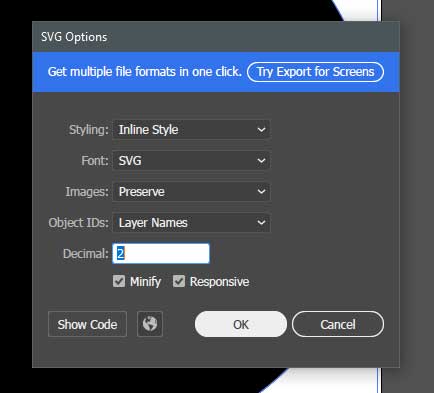 SVG Options
Get multiple file formats in one click. Try Export for Screens
Styling: Inline Style
Font: SVG
Images: Preserve
Object IDs: Layer Names
Decimal: 2
Minify Responsive
Show Code OK Cancel